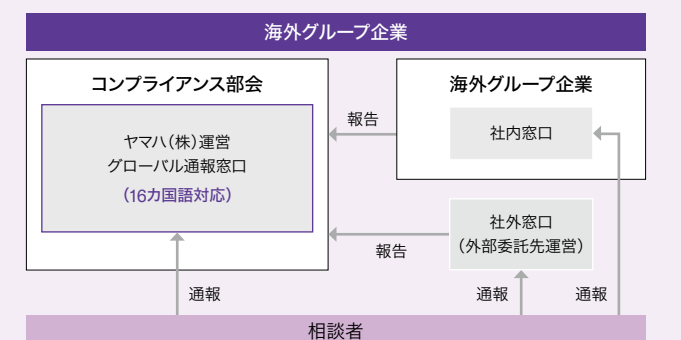 海外グループ企業
コンプライアンス部会
ヤマハ（株）運営
グローバル通報窓口
（16カ国語対応）
報告
海外グループ企業
社内窓口
報告
社外窓口
（外部委託先運営）
通報
通報
通報
相談者